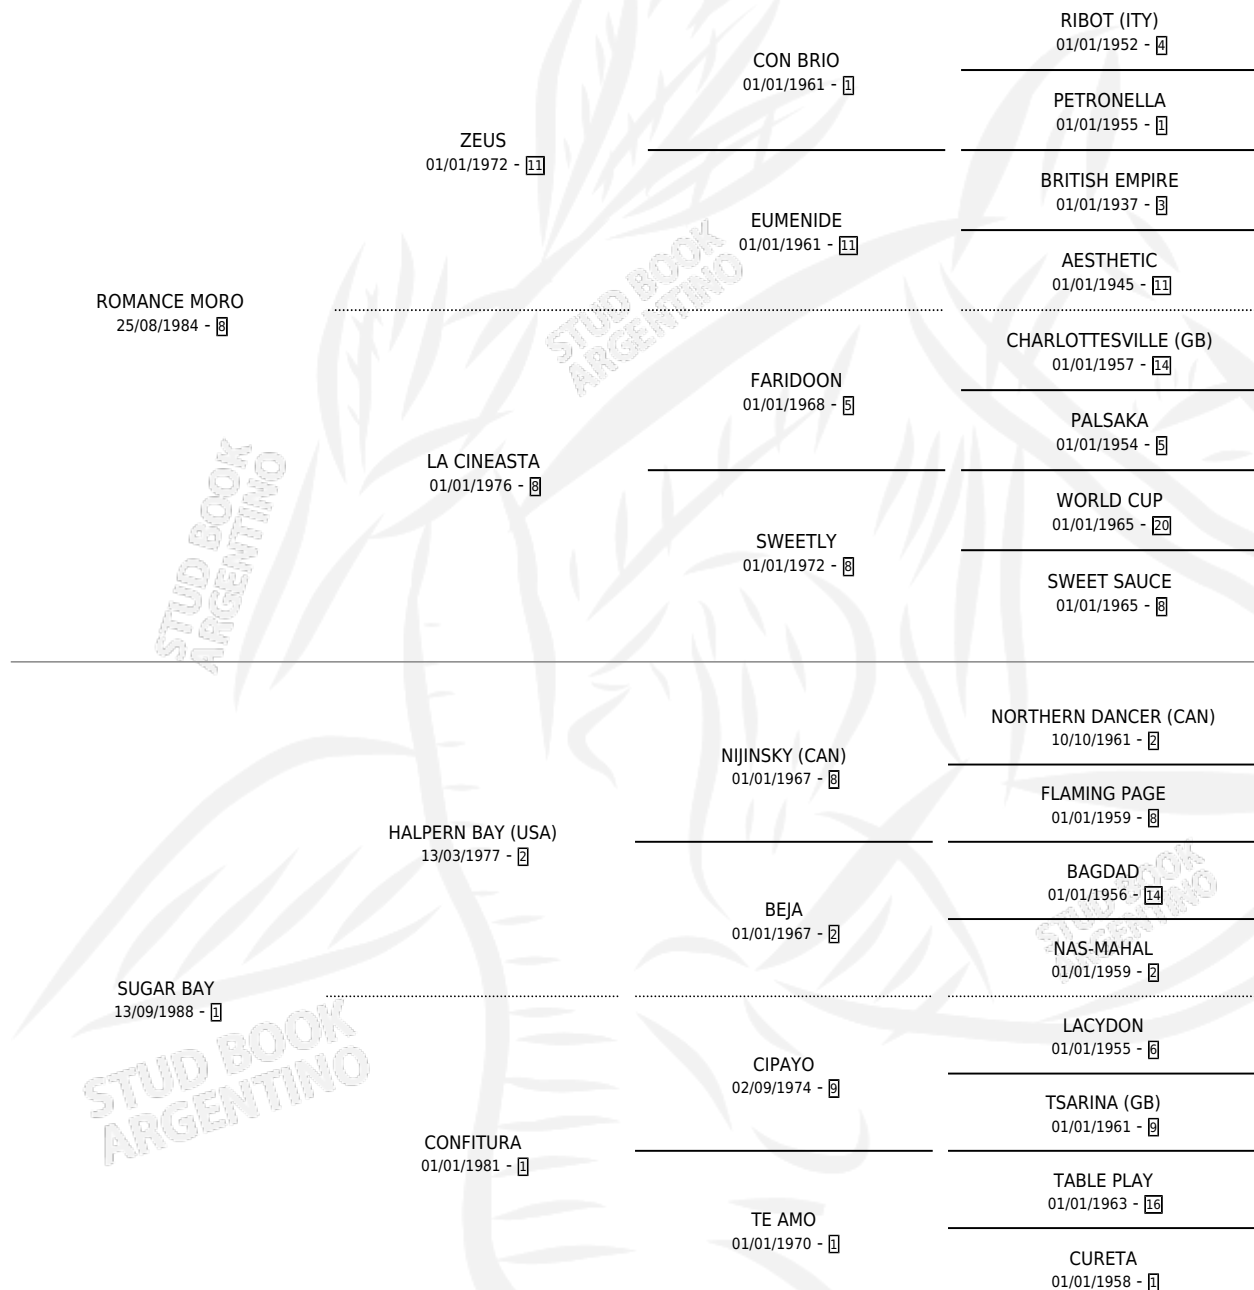 RIBOT (ITY)
01/01/1952 - 4
CON BRIO
01/01/1961 - 1
PETRONELLA
01/01/1955 - 1
ZEUS
01/01/1972 - 11
BRITISH EMPIRE
01/01/1937 - 3
EUMENIDE
01/01/1961 - 11
AESTHETIC
01/01/1945 - 11
ROMANCE MORO
25/08/1984 - 8
CHARLOTTESVILLE (GB)
01/01/1957 - 14
FARIDOON
01/01/1968 - 5
PALSAKA
01/01/1954 - 5
LA CINEASTA
01/01/1976 - 8
WORLD CUP
01/01/1965 - 20
SWEETLY
01/01/1972 - 8
SWEET SAUCE
01/01/1965 - 8
NORTHERN DANCER (CAN)
10/10/1961 - 2
NIJINSKY (CAN)
01/01/1967 - 8
FLAMING PAGE
01/01/1959 - 8
HALPERN BAY (USA)
13/03/1977 - 2
BAGDAD
01/01/1956 - 14
BEJA
01/01/1967 - 2
NAS-MAHAL
01/01/1959 - 2
SUGAR BAY
13/09/1988 - 1
LACYDON
01/01/1955 - 6
CIPAYO
02/09/1974 - 9
TSARINA (GB)
01/01/1961 - 9
CONFITURA
01/01/1981 - 1
TABLE PLAY
01/01/1963 - 16
TE AMO
01/01/1970 - 1
CURETA
01/01/1958 - 1
STUD BOOK
ARGENTINO
STUD BOOK
ARGENTINO
STUD BOOK
ARGENTINO
STUD BOOK
ARGENTINO